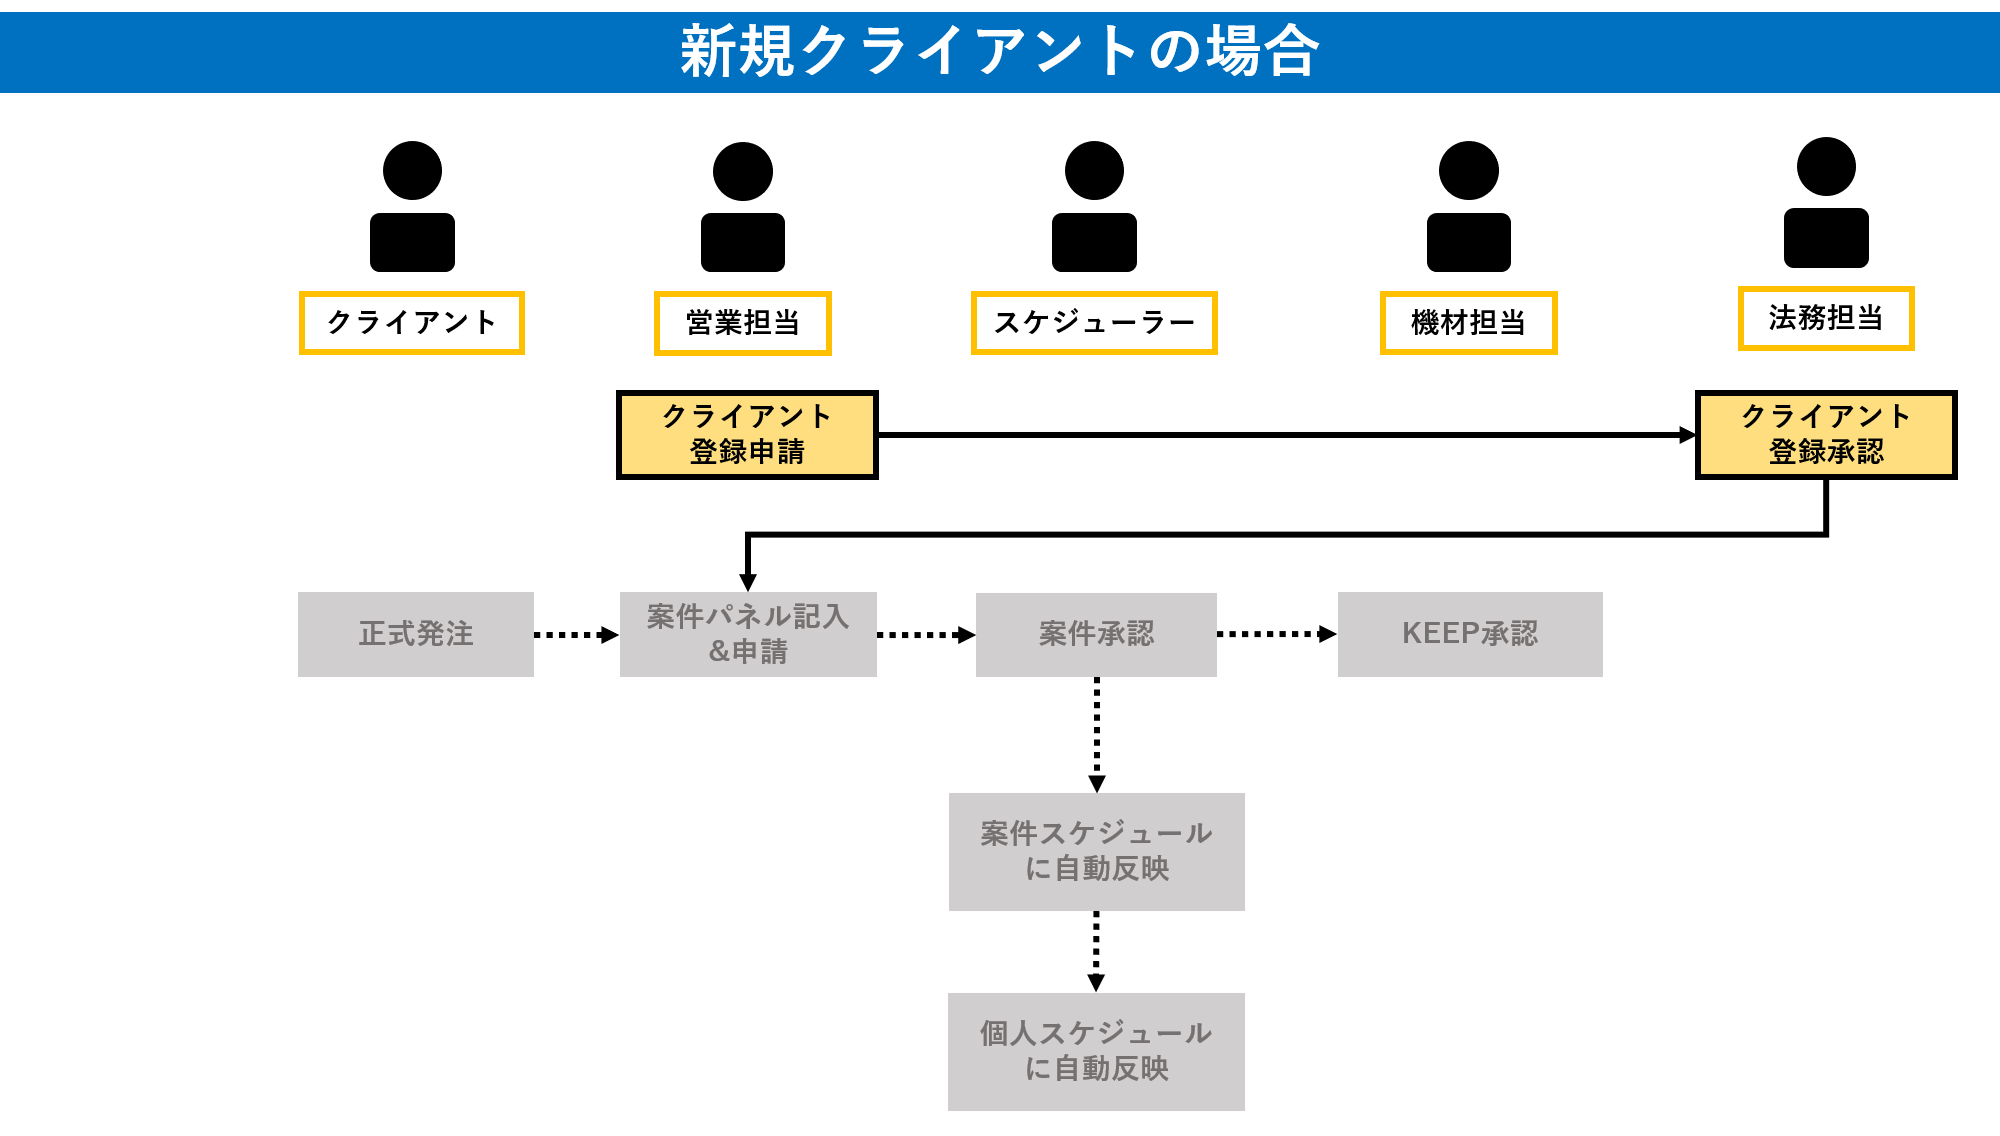 新規クライアントの場合
クライアント
営業担当
スケジューラー
機材担当
法務担当
クライアント
登録申請
クライアント
登録承認
正式発注
案件パネル記入
&申請
案件承認
KEEP承認
案件スケジュール
に自動反映
個人スケジュール
に自動反映